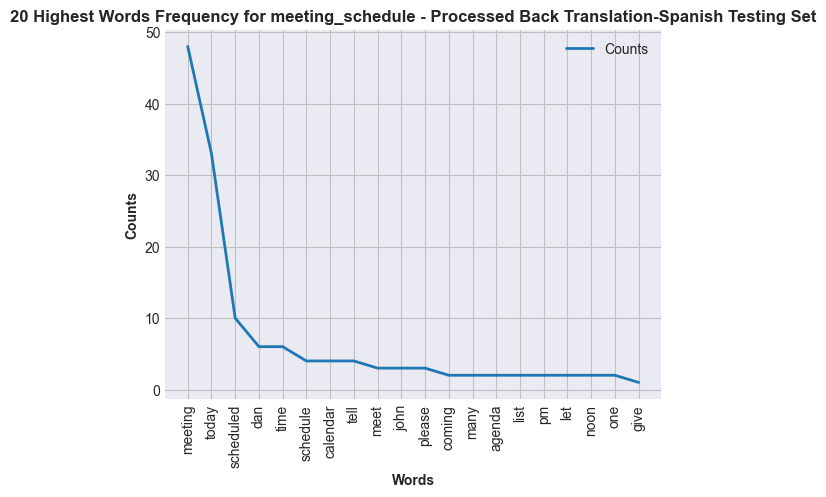 20 Highest Words Frequency for meeting_schedule - Processed Back Translation-Spanish Testing Set
Counts
50
40
30
20
10
0
Counts
meeting
today
scheduled
dan
time
schedule
calendar
tell
meet
john
please
coming
many
agenda
list
pm
let
noon
one
give
Words